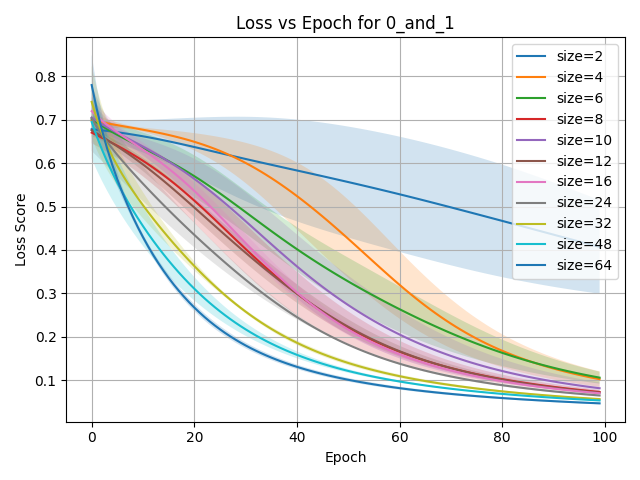 Loss vs Epoch for 0_and_1
Loss Score
0.8
0.7
0.6
0.5
0.4
0.3
0.2
0.1
0 20 40 60 80 100
Epoch
size=2
size=4
size=6
size=8
size=10
size=12
size=16
size=24
size=32
size=48
size=64